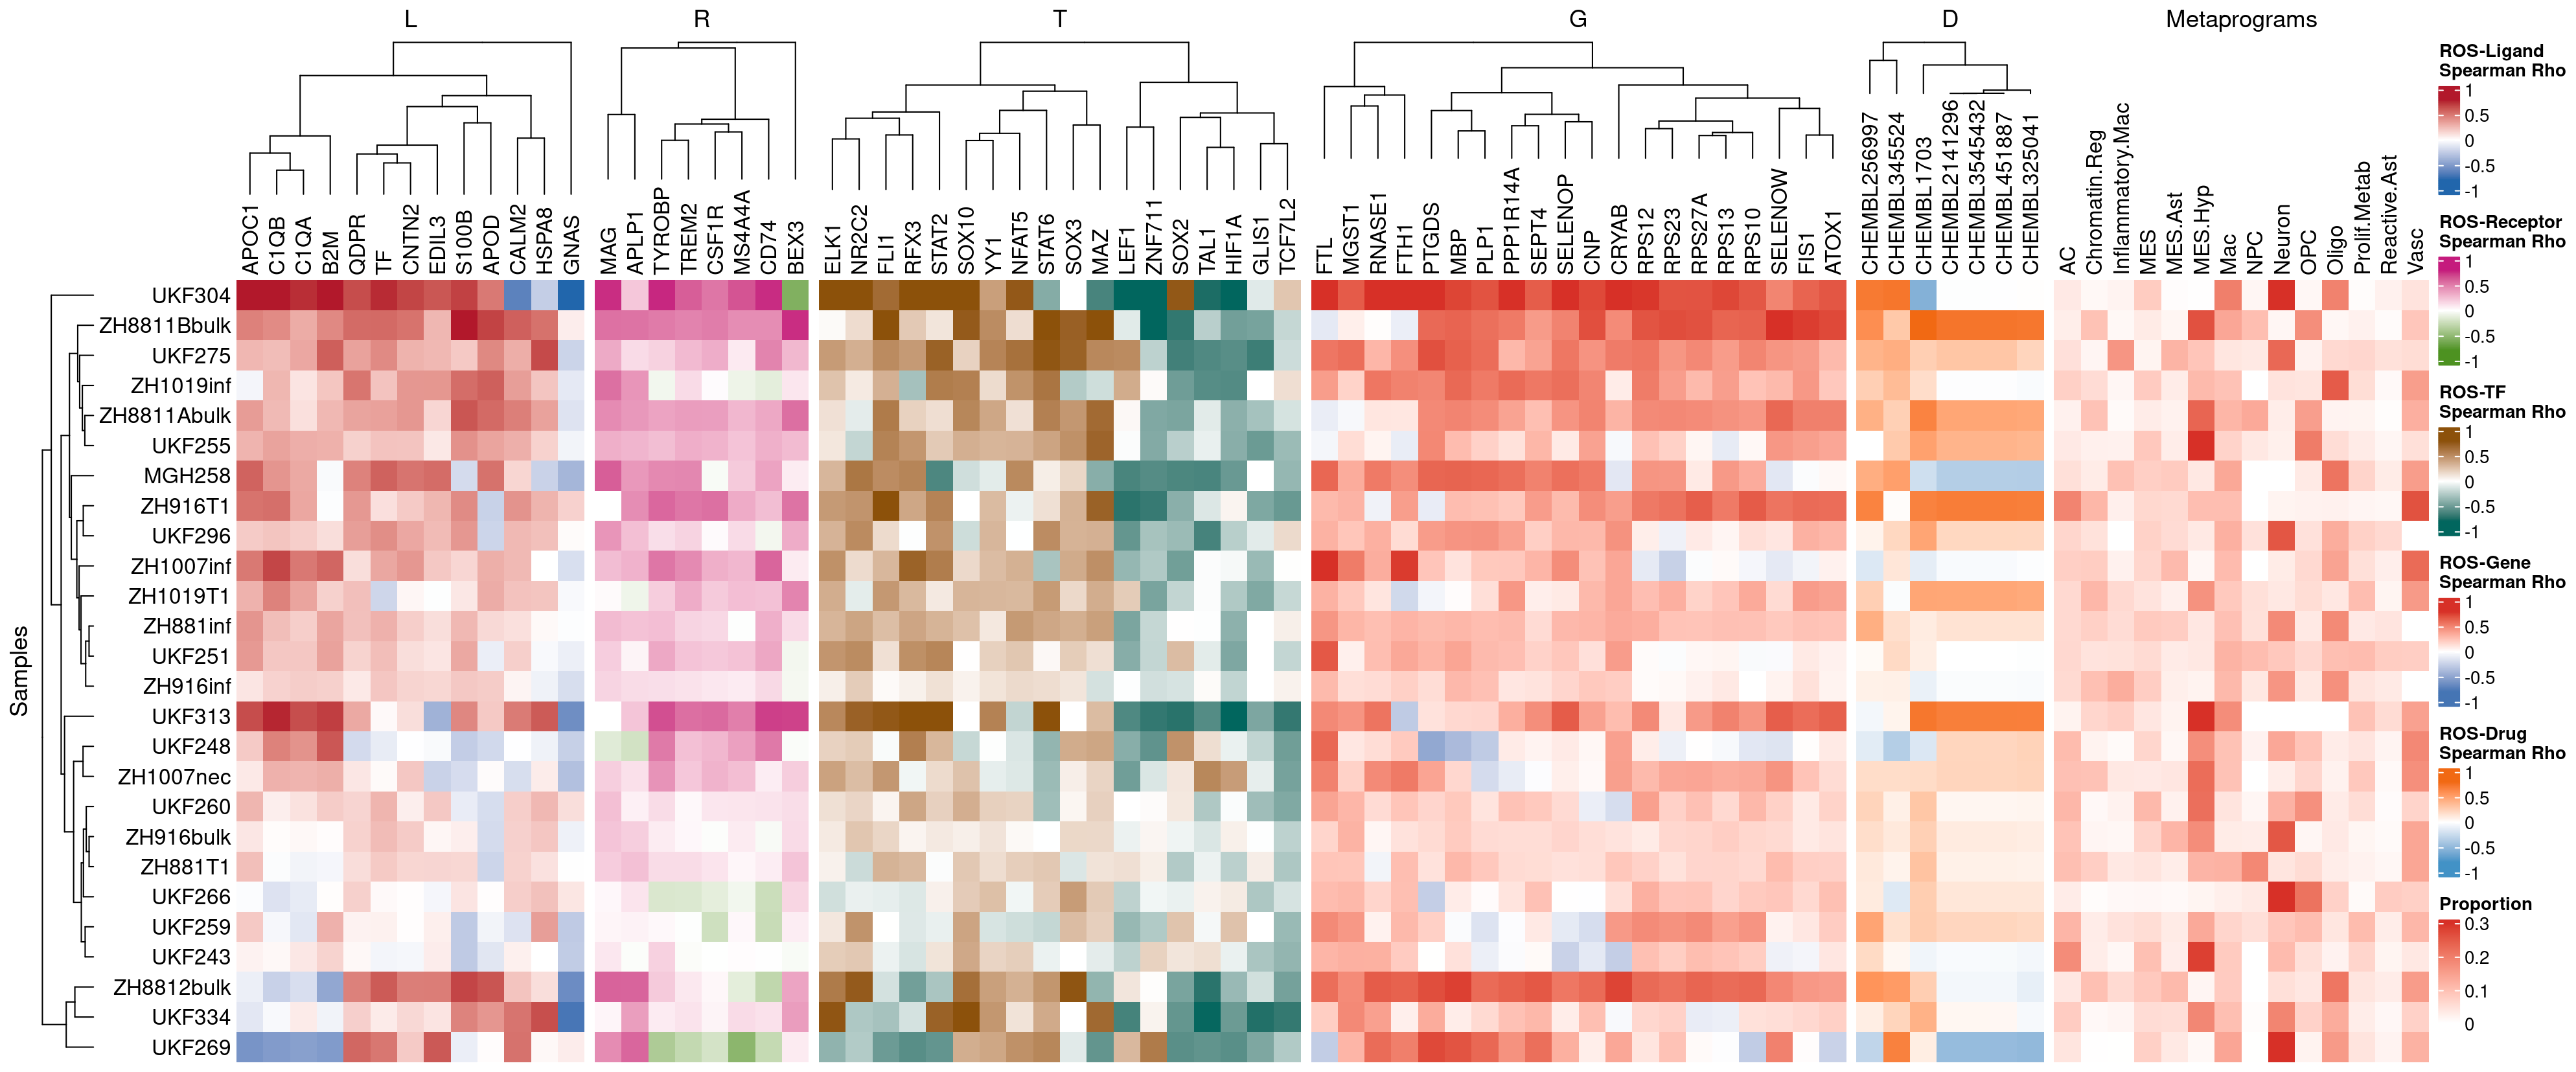 L R T G D Metaprograms
APOC1
C1QB
C1QA
B2M
QDPR
TF
CNTN2
EDIL3
S100B
APOD
CALM2
HSPA8
GNAS
MAG
APLP1
TYROBP
TREM2
CSF1R
MS4A4A
CD74
BEX3
ELK1
NR2C2
FLI1
RFX3
STAT2
SOX10
YY1
NFAT5
STAT6
SOX3
MAZ
LEF1
ZNF711
SOX2
TAL1
HIF1A
GLIS1
TCF7L2
FTL
MGST1
RNASE1
FTH1
PTGDS
MBP
PLP1
PPP1R14A
SEPT4
SELENOP
CNP
CRYAB
RPS12
RPS23
RPS27A
RPS13
RPS10
SELENOW
FIS1
ATOX1
CHEMBL256997
CHEMBL345524
CHEMBL1703
CHEMBL2141296
CHEMBL3545432
CHEMBL451887
CHEMBL325041
AC
Chromatin.Reg
Inflammatory.Mac
MES
MES.Ast
MES.Hyp
Mac
NPC
Neuron
OPC
Oligo
Prolif.Metab
Reactive.Ast
Vasc
Samples
UKF304
ZH8811Bbulk
UKF275
ZH1019inf
ZH8811Abulk
UKF255
MGH258
ZH916T1
UKF296
ZH1007inf
ZH1019T1
ZH881inf
UKF251
ZH916inf
UKF313
UKF248
ZH1007nec
UKF260
ZH916bulk
ZH881T1
UKF266
UKF259
UKF243
ZH8812bulk
UKF334
UKF269
ROS-Ligand
Spearman Rho
1
0.5
0
-0.5
-1
ROS-Receptor
Spearman Rho
1
0.5
0
-0.5
-1
ROS-TF
Spearman Rho
1
0.5
0
-0.5
-1
ROS-Gene
Spearman Rho
1
0.5
0
-0.5
-1
ROS-Drug
Spearman Rho
1
0.5
0
-0.5
-1
Proportion
0.3
0.2
0.1
0